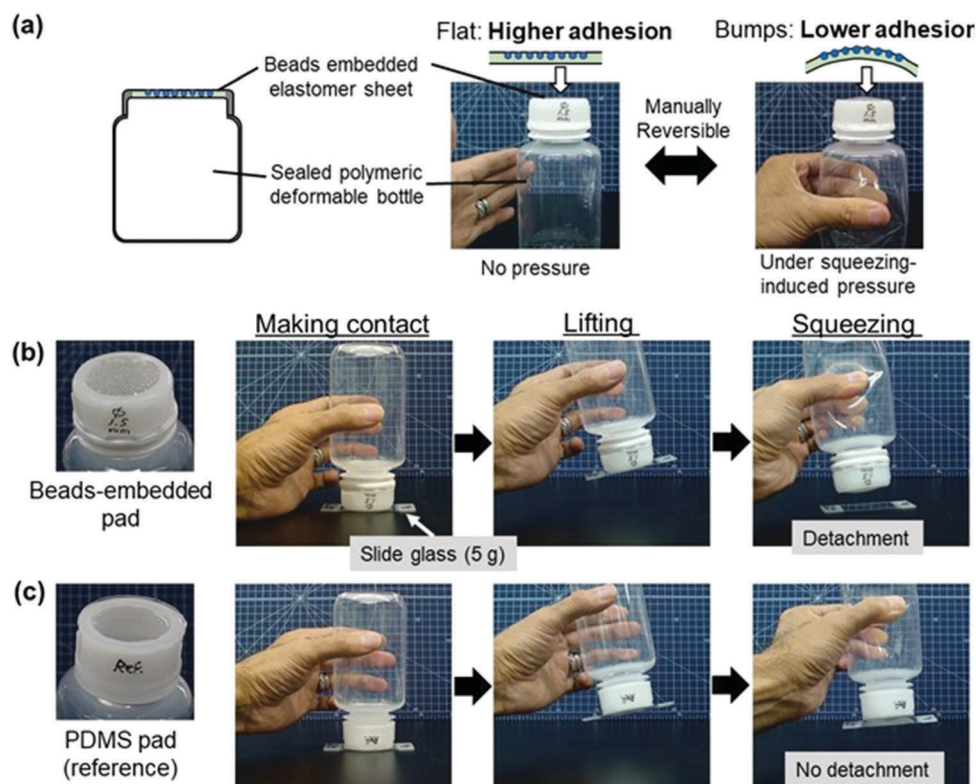 (a)
Flat: Higher adhesion
Bumps: Lower adhesion
Beads embedded
elastomer sheet
Manually
Reversible
Sealed polymeric
deformable bottle
No pressure
Under squeezing-
induced pressure
Making contact
Lifting
Squeezing
(b)
Beads-embedded
pad
Slide glass (5 g)
Detachment
(c)
Ref.
PDMS pad
(reference)
No detachment